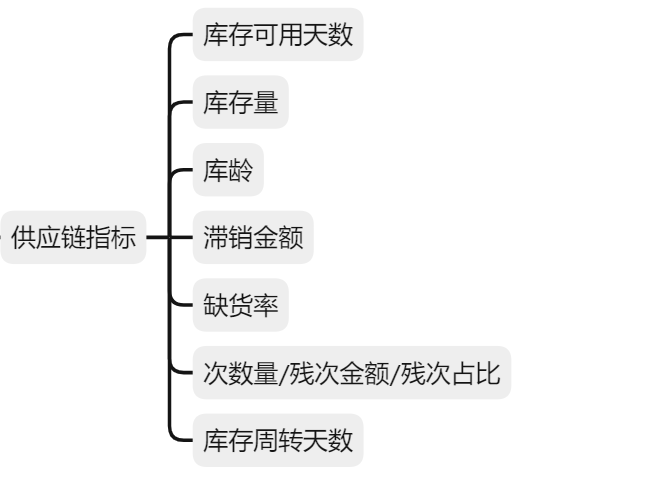 库存可用天数
库存量
库龄
供应链指标
滞销金额
缺货率
次数量/残次金额/残次占比
库存周转天数